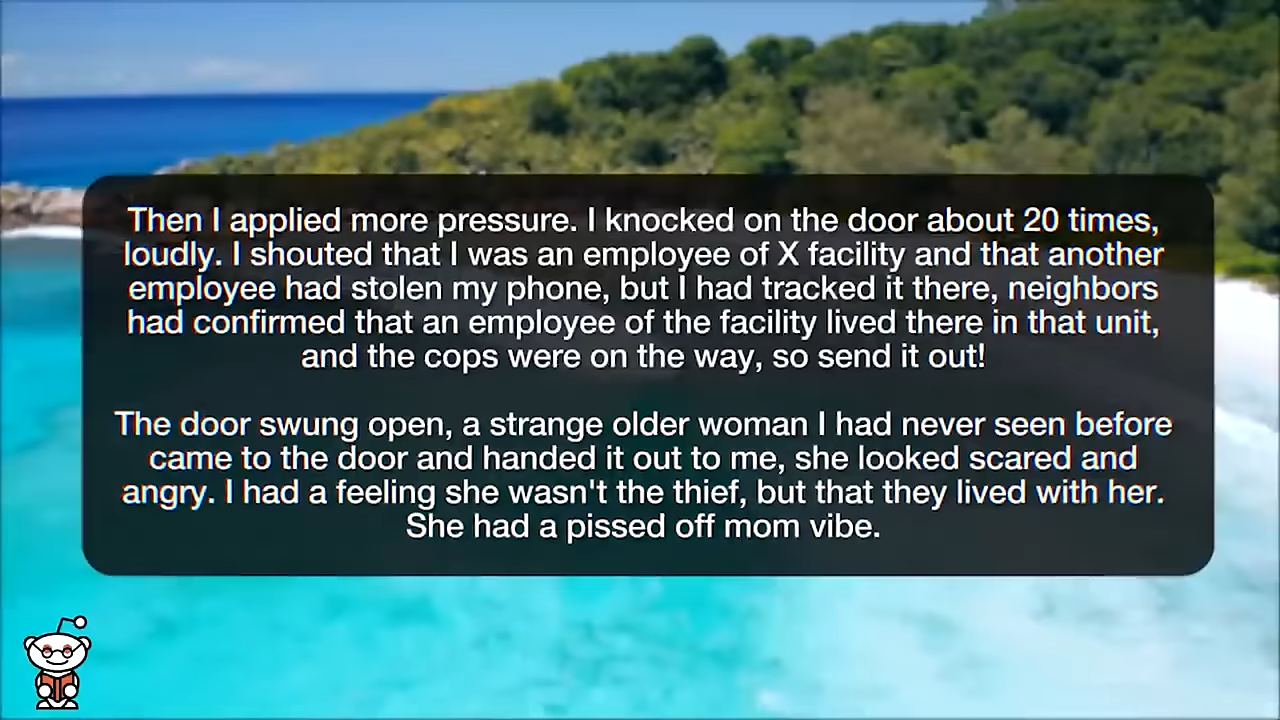 Then I applied more pressure. I knocked on the door about 20 times,
loudly. I shouted that I was an employee of X facility and that another
employee had stolen my phone, but I had tracked it there, neighbors
had confirmed that an employee of the facility lived there in that unit,
and the cops were on the way, so send it out!
The door swung open, a strange older woman I had never seen before
came to the door and handed it out to me, she looked scared and
angry. I had a feeling she wasn't the thief, but that they lived with her.
She had a pissed off mom vibe.